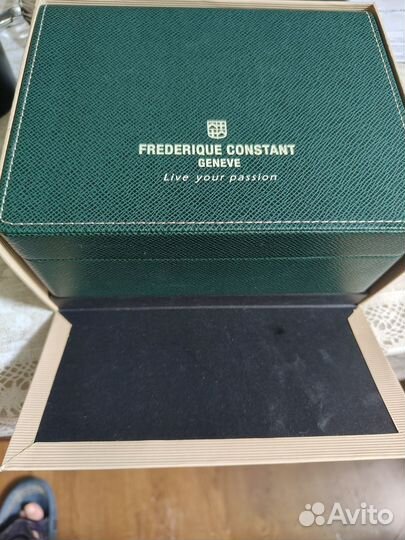 FREDERIQUE CONSTANT
GENEVE
Live your passion
Avito